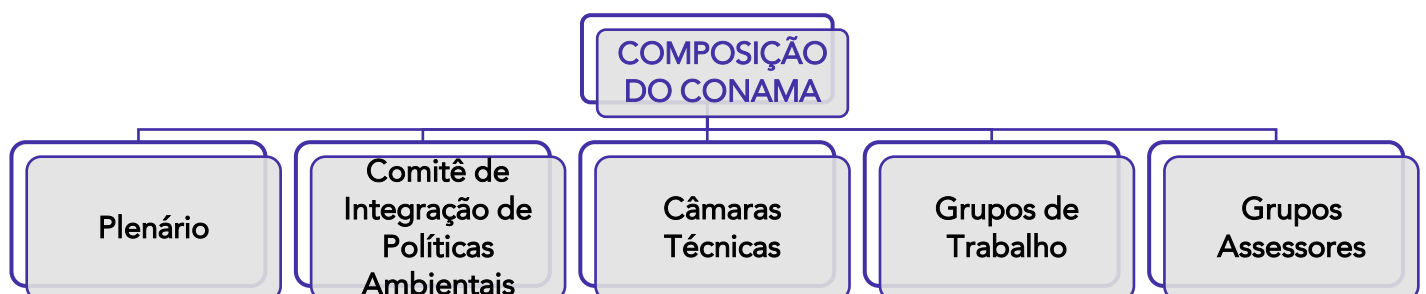 COMPOSIÇÃO
DO CONAMA
Plenário
Comitê de
Integração de
Políticas
Ambientais
Câmaras
Técnicas
Grupos de
Trabalho
Grupos
Assessores